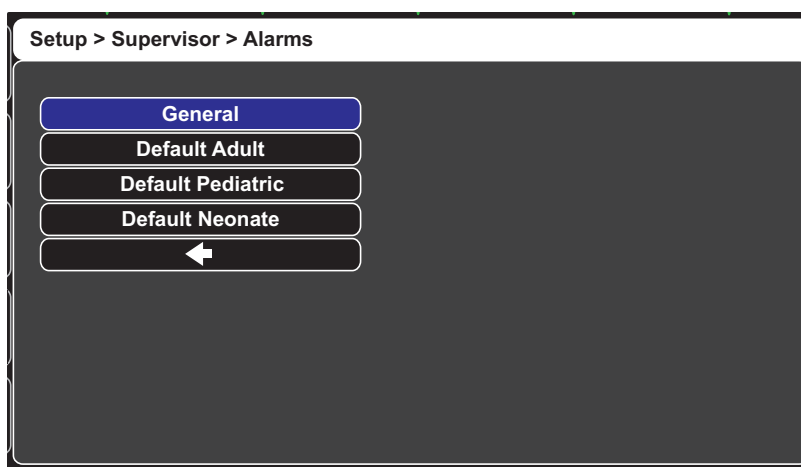 Setup > Supervisor > Alarms
General
Default Adult
Default Pediatric
Default Neonate